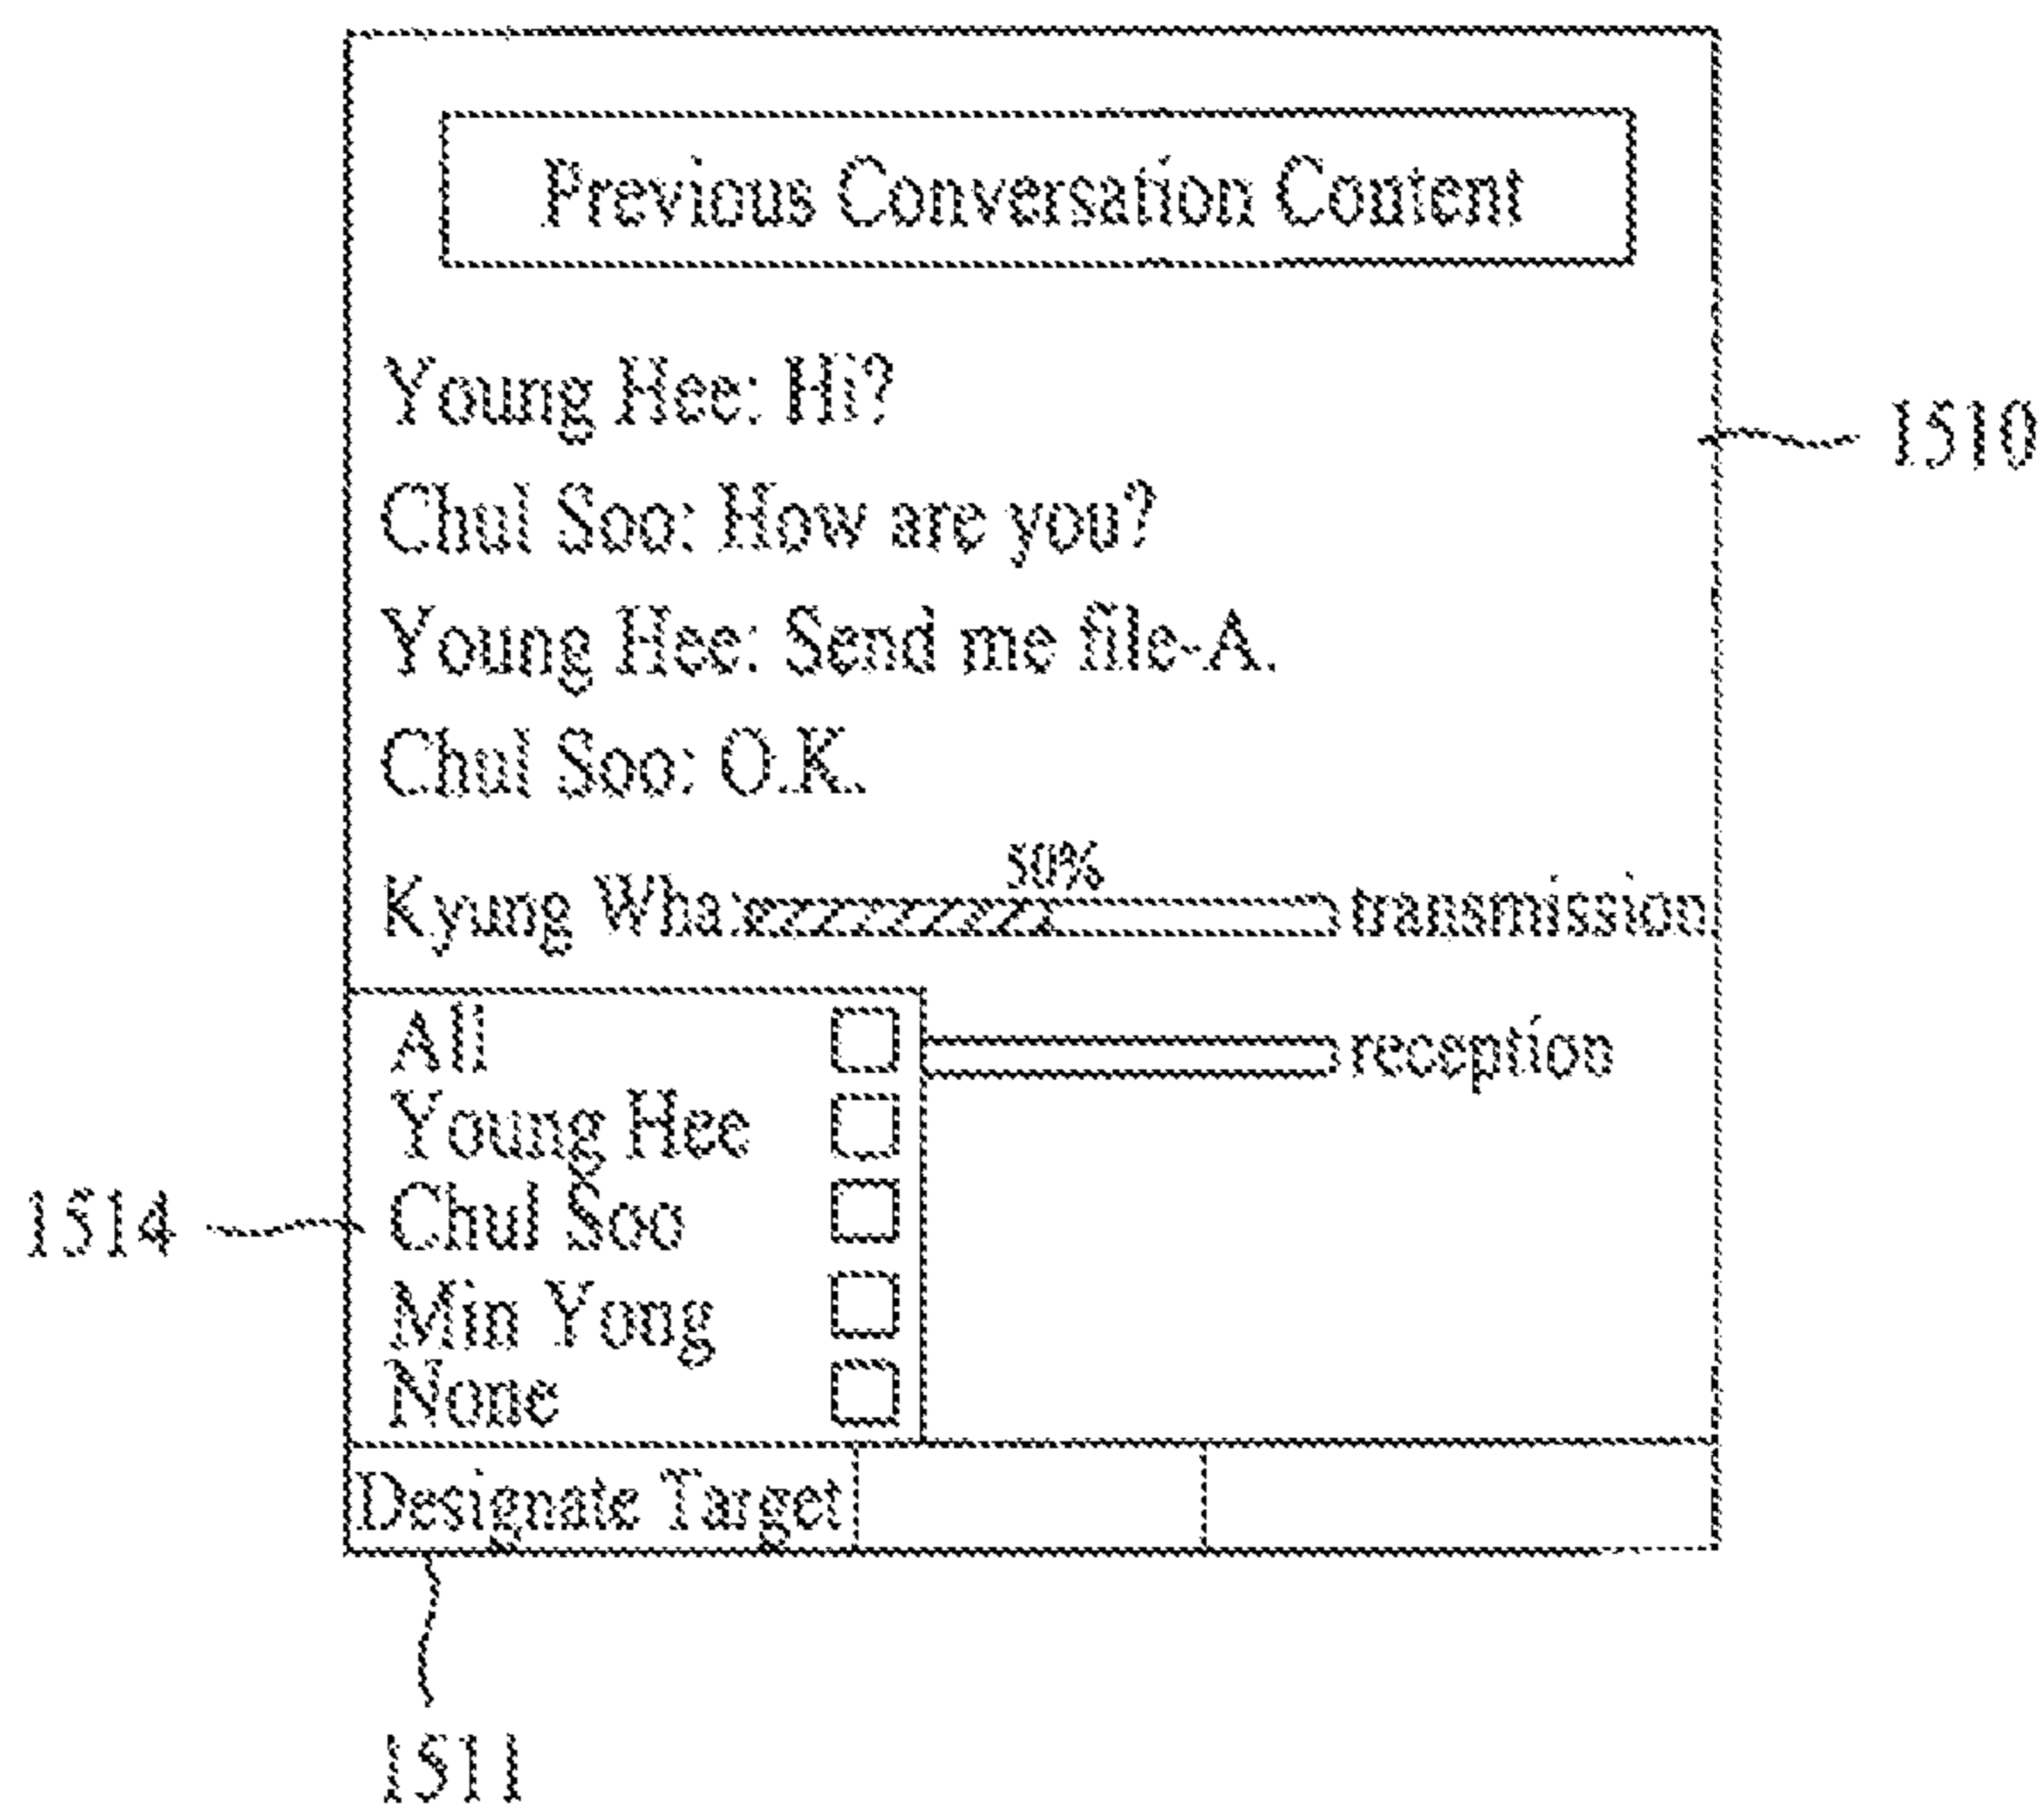 Previous Conversation Content
Young Hee: Hi?
1510
Chul Soo: How are you?
Young Hee: Send me file-A.
Chul Soo: O.K.
50%
Kyung Wha: transmission
All reception
Young Hee
1514
Chul Soo
Min Yong
None
Designate Target
1511